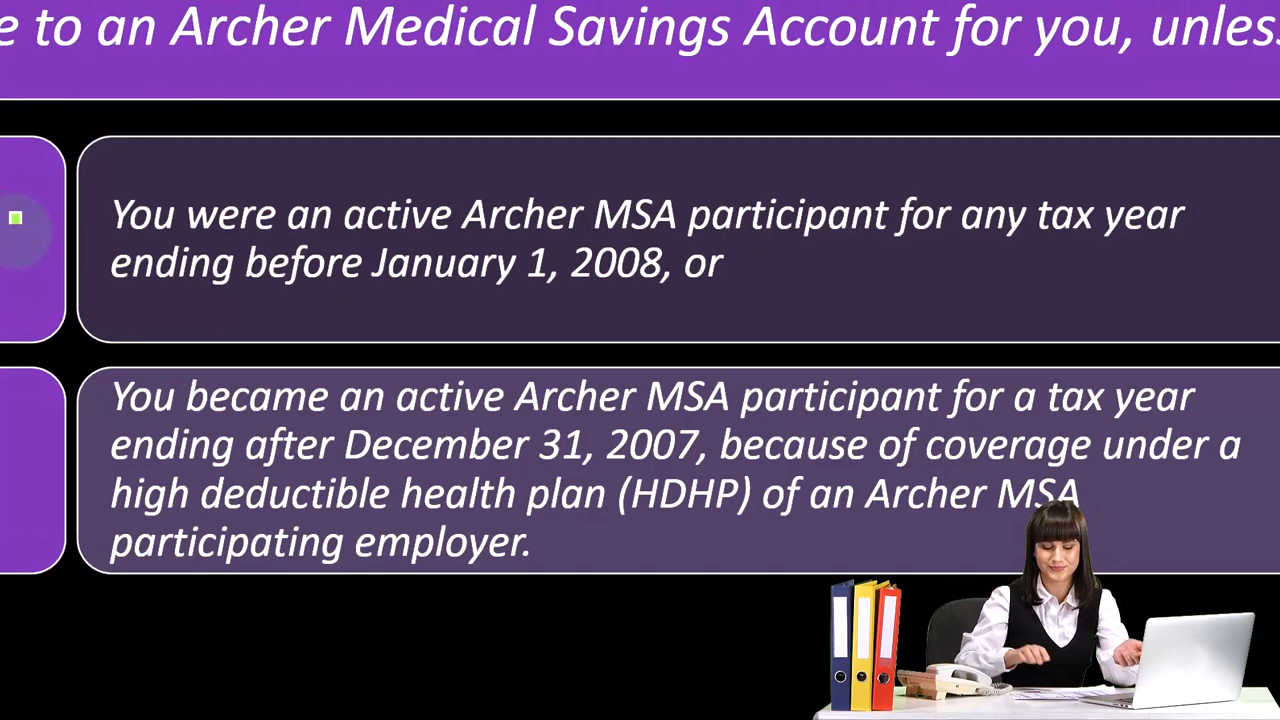 e to an Archer Medical Savings Account for you, unless
You were an active Archer MSA participant for any tax year
ending before January 1, 2008, or
You became an active Archer MSA participant for a tax year
ending after December 31, 2007, because of coverage under a
high deductible health plan (HDHP) of an Archer MSA
participating employer.